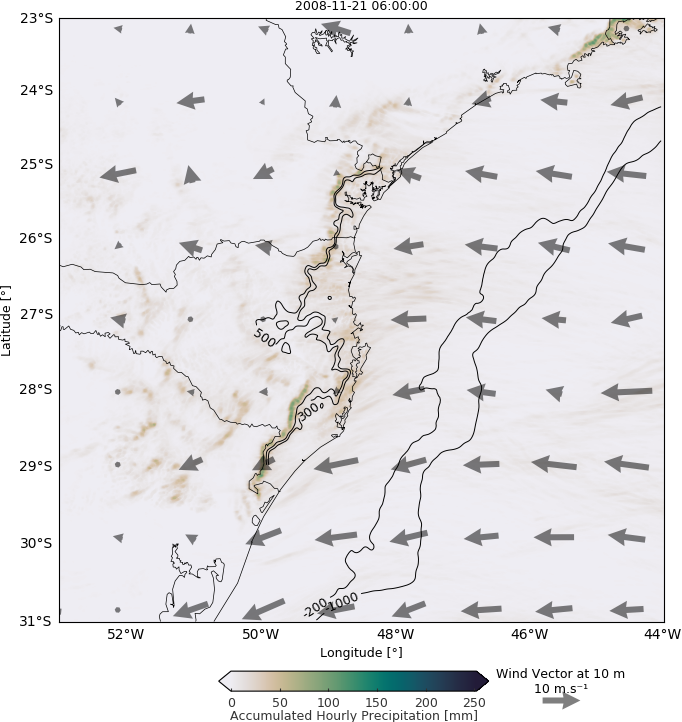 2008-11-21 06:00:00
23°S
24°S
25°S
26°S
27°S
28°S
29°S
30°S
31°S
Latitude [°]
500
300
-200
-1000
52°W
50°W
48°W
46°W
44°W
Longitude [°]
0
50
100
150
200
250
Accumulated Hourly Precipitation [mm]
Wind Vector at 10 m
10 m.s⁻¹